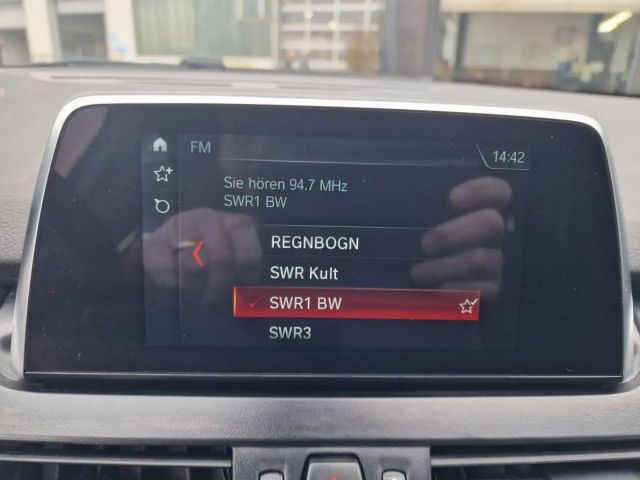 FM
14:42
Sie hören 94.7 MHz
SWR1 BW
REGNBOGN
SWR Kult
SWR1 BW
SWR3